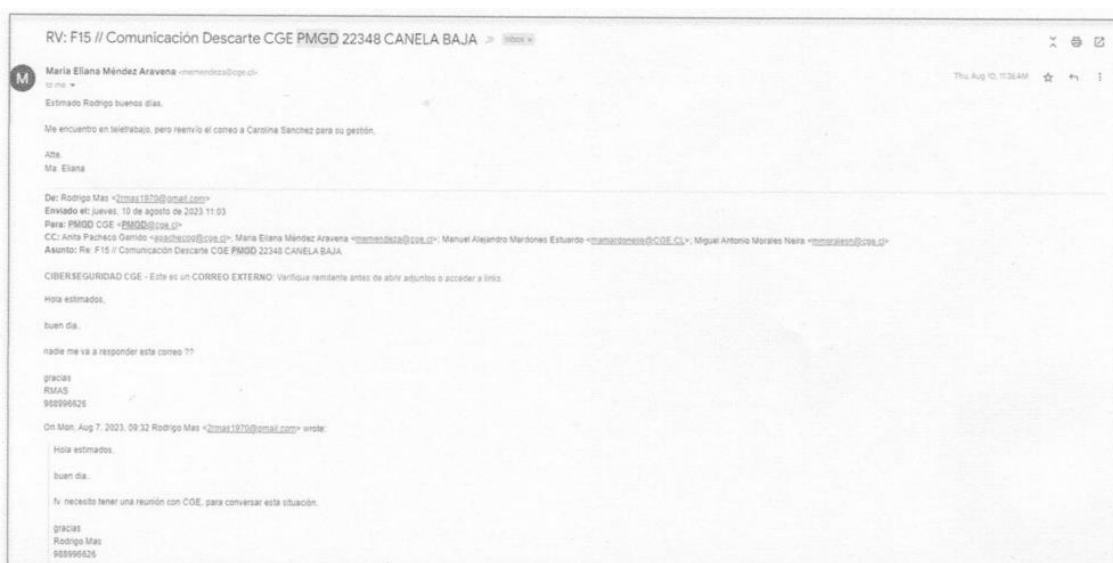 RV: F15 // Comunicación Descarte CGE PMGD 22348 CANELA BAJA Inbox x
M
María Eliana Méndez Aravena <memendeza@cge.cl>
to me
Thu, Aug 10, 11:36 AM
Estimado Rodrigo buenos días,
Me encuentro en teletrabajo, pero reenvío el correo a Carolina Sanchez para su gestión,
Atte.
Ma. Eliana
De: Rodrigo Mas <2rmas1970@gmail.com>
Enviado el: jueves, 10 de agosto de 2023 11:03
Para: PMGD CGE <PMGD@cge.cl>
CC: Anita Pacheco Garrido <apachecog@cge.cl>; María Eliana Méndez Aravena <memendeza@cge.cl>; Manuel Alejandro Mardones Estuardo <mamardonese@CGE.CL>; Miguel Antonio Morales Neira <mmoralesn@cge.cl>
Asunto: Re: F15 // Comunicación Descarte CGE PMGD 22348 CANELA BAJA
CIBERSEGURIDAD CGE - Este es un CORREO EXTERNO: Verifique remitente antes de abrir adjuntos o acceder a links.
Hola estimados,
buen dia..
nadie me va a responder este correo ??
gracias
RMAS
988996626
On Mon, Aug 7, 2023, 09:32 Rodrigo Mas <2rmas1970@gmail.com> wrote:
Hola estimados,
buen dia..
fv. necesito tener una reunión con CGE, para conversar esta situación.
gracias
Rodrigo Mas
988996626